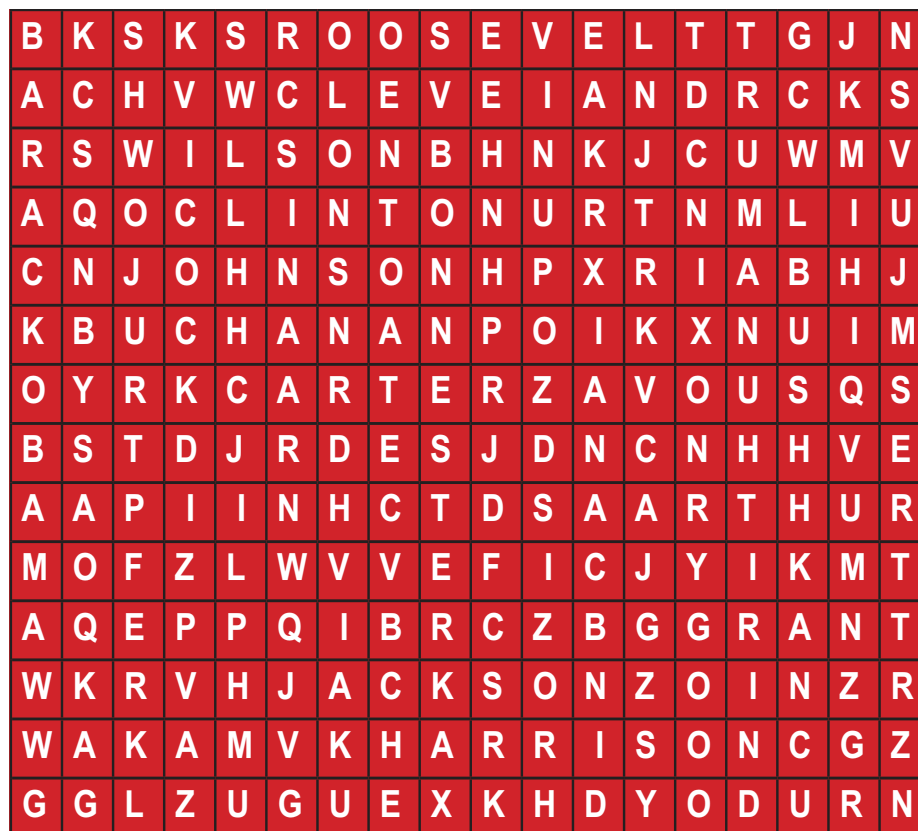 B K S K S R O O S E V E L T T G J N
A C H V W C L E V E I A N D R C K S
R S W I L S O N B H N K J C U W M V
A Q O C L I N T O N U R T N M L I U
C N J O H N S O N H P X R I A B H J
K B U C H A N A N P O I K X N U I M
O Y R K C A R T E R Z A V O U S Q S
B S T D J R D E S J D N C N H H V E
A A P I I N H C T D S A A R T H U R
M O F Z L W V V E F I C J Y I K M T
A Q E P P Q I B R C Z B G G R A N T
W K R V H J A C K S O N Z O I N Z R
W A K A M V K H A R R I S O N C G Z
G G L Z U G U E X K H D Y O D U R N